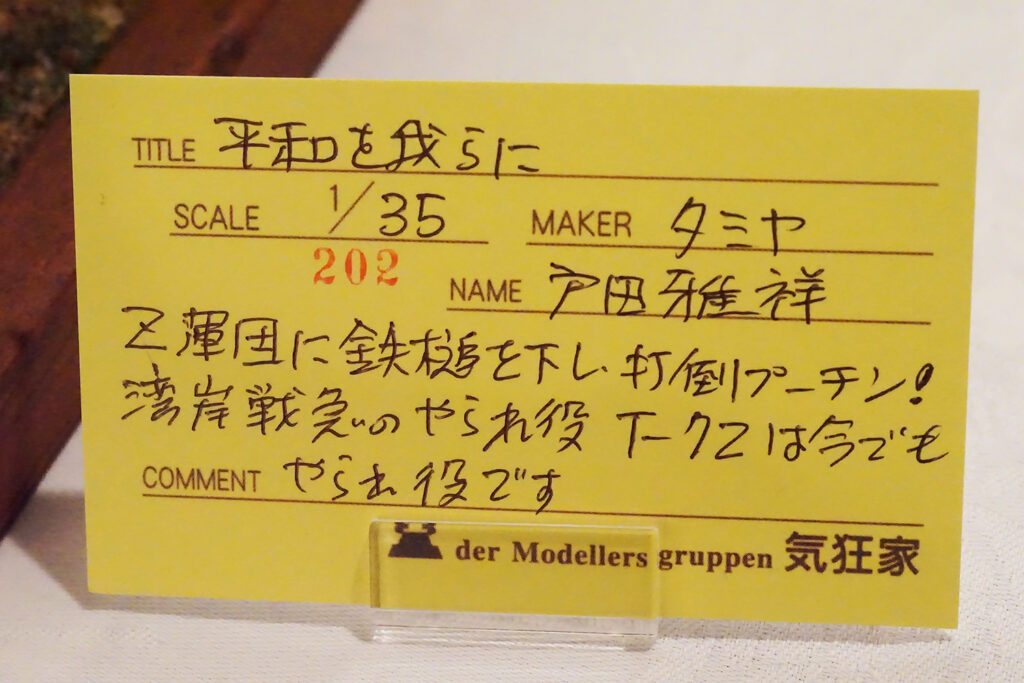 TITLE 平和を我らに
SCALE 1/35 MAKER タミヤ
202
NAME 戸田雅祥
Z軍団に鉄槌を下し.打倒プーチン!
湾岸戦争のやられ役 T-72は今でも
COMMENT やられ役です
der Modellers gruppen 気狂家